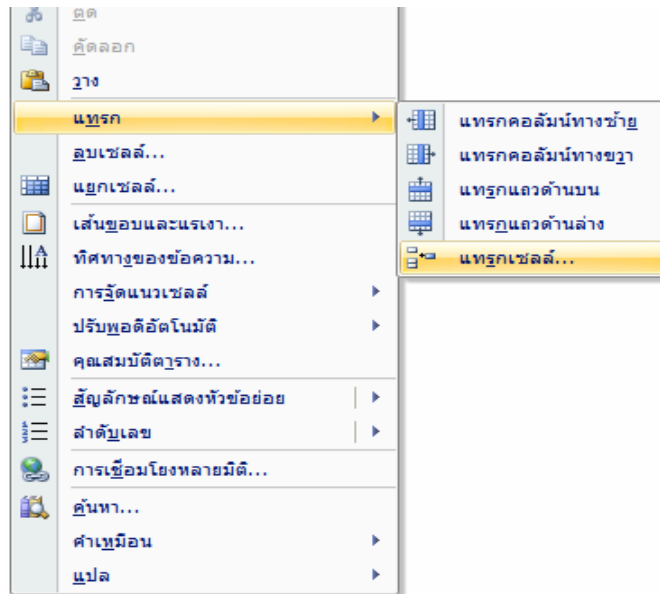 ตัด
คัดลอก
วาง
แทรก
ลบเซลล์...
แยกเซลล์...
เส้นขอบและแรเงา...
ทิศทางของข้อความ...
การจัดแนวเซลล์
ปรับพอดีอัตโนมัติ
คุณสมบัติตาราง...
สัญลักษณ์แสดงหัวข้อย่อย
ลำดับเลข
การเชื่อมโยงหลายมิติ...
ค้นหา...
คำเหมือน
แปล
แทรกคอลัมน์ทางซ้าย
แทรกคอลัมน์ทางขวา
แทรกแถวด้านบน
แทรกแถวด้านล่าง
แทรกเซลล์...